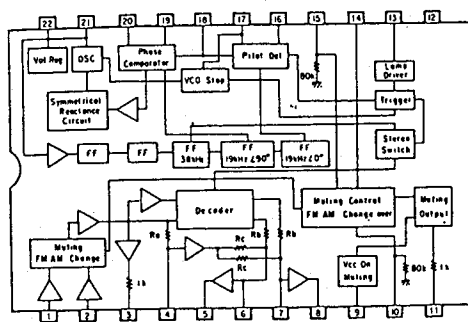 22 21 20 19 18 17 16 15 14 13 12
Vol Reg
OSC
Phase
Comparator
VCO Stop
Pilot Det
80k
Lamp
Driver
Trigger
Symmetrical
Reactance
Circuit
Stereo
Switch
FF
FF
FF
38kHz
FF
19kHz∠90°
FF
19kHz∠0°
Decoder
Muting Control
FM AM Change over
Muting
Output
Muting
FM AM Change
Ra
Rb
Rb
Rc
Rc
Vcc On
Muting
80k
1k
1k
1 2 3 4 5 6 7 8 9 10 11